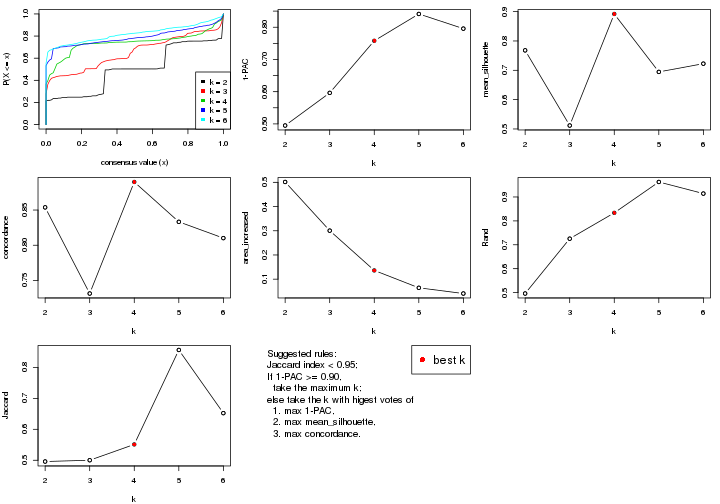 P(X <= x)
0.0 0.2 0.4 0.6 0.8 1.0
k = 2
k = 3
k = 4
k = 5
k = 6
0.0 0.2 0.4 0.6 0.8 1.0
consensus value (x)
1-PAC
0.50 0.60 0.70 0.80
2 3 4 5 6
k
mean_silhouette
0.5 0.6 0.7 0.8 0.9
2 3 4 5 6
k
concordance
0.75 0.80 0.85
2 3 4 5 6
k
area_increased
0.1 0.2 0.3 0.4 0.5
2 3 4 5 6
k
Rand
0.5 0.6 0.7 0.8 0.9
2 3 4 5 6
k
Jaccard
0.5 0.6 0.7 0.8
2 3 4 5 6
k
Suggested rules:
Jaccard index < 0.95;
If 1-PAC >= 0.90,
take the maximum k;
else take the k with higest votes of
1. max 1-PAC,
2. max mean_silhouette,
3. max concordance.
best k